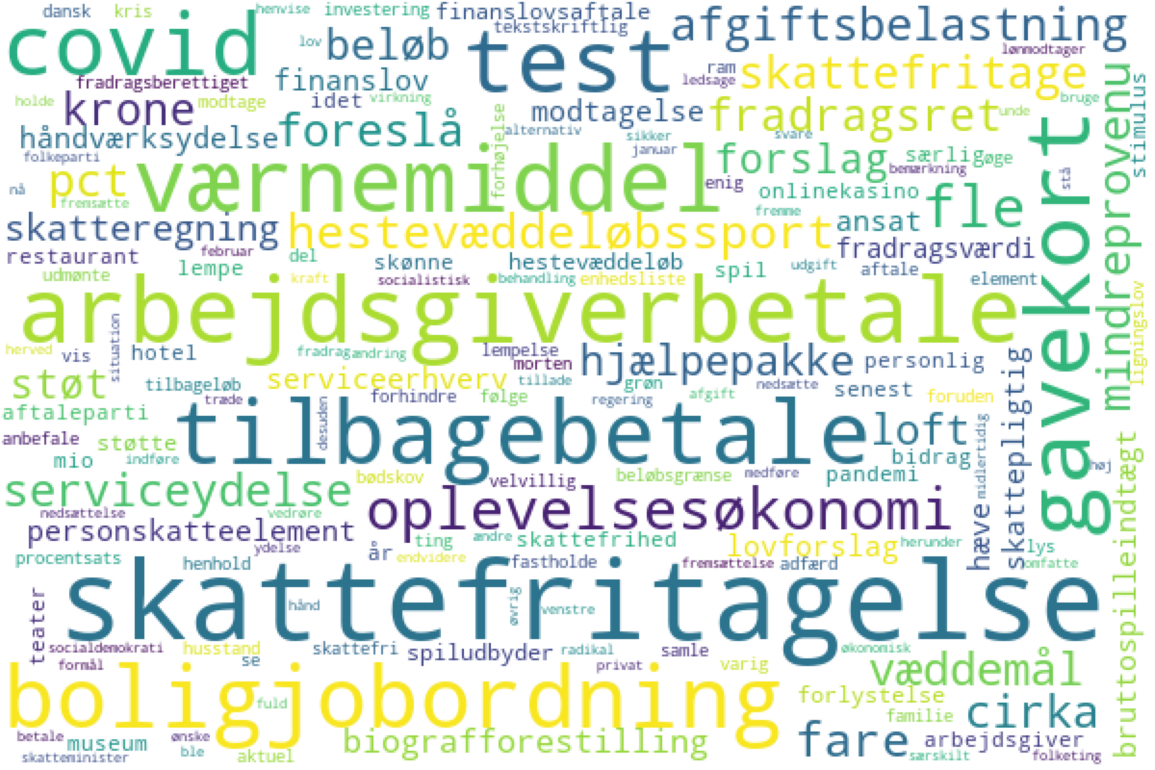 dansk kris henvise investering finanslovsaftale
covid lov beløb tekstskriftlig test afgiftsbelastning
fradragsberettiget finanslov ram ledsage skattefritage lønmodtager
holde krone modtage idet virkning modtagelse fradragsret unde bruge stimulus
håndværksydelse foreslå alternativ sikker januar svare
folkeparti forhøjelse forslag særlig øge
nå pct værnemiddel enig onlinekasino bemærkning stå
fremsætte fremme ansat fle gavekort mindreprovenu
skatteregning hestevæddeløbssport fradragsværdi
restaurant februar del skønne hestevæddeløb spil udgift aftale
udmønte lempe kraft socialistisk behandling enhedsliste element
arbejdsgiverbetale ligningslov
herved vis situation hotel fradrag ændring lempelse morten hjælpepakke personlig
støt tilbageløb serviceerhverv tillade grøn nedsætte senest
aftaleparti træde forhindre følge regering afgift foruden skattepligtig
anbefale støtte desuden tilbagebetale loft
mio indføre bødskov velvillig beløbsgrænse medføre pandemi bidrag midlertidig høj
serviceydelse oplevelsesøkonomi
nedsættelse vedrøre
personskatteelement ting ændre skattefrihed lovforslag herunder hæve lys
procentsats henhold ydelse år endvidere fastholde fremsættelse adfærd omfatte
skattefritagelse bruttospilleindtægt
teater hånd øvrig venstre
socialdemokrati husstand skattefri spiludbyder radikal samle økonomisk
formål se privat varig væddemål
boligjobordning fuld forlystelse
familie cirka
betale museum ønske biografforestilling fare arbejdsgiver
skatteminister ble aktuel særskilt folketing